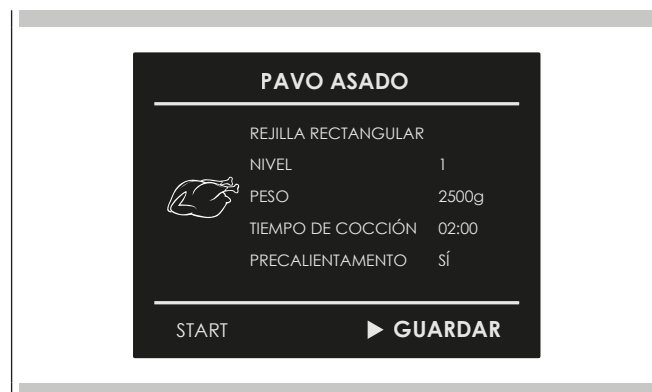 PAVO ASADO
REJILLA RECTANGULAR
NIVEL 1
PESO 2500g
TIEMPO DE COCCIÓN 02:00
PRECALIENTAMENTO SÍ
START ▶ GUARDAR